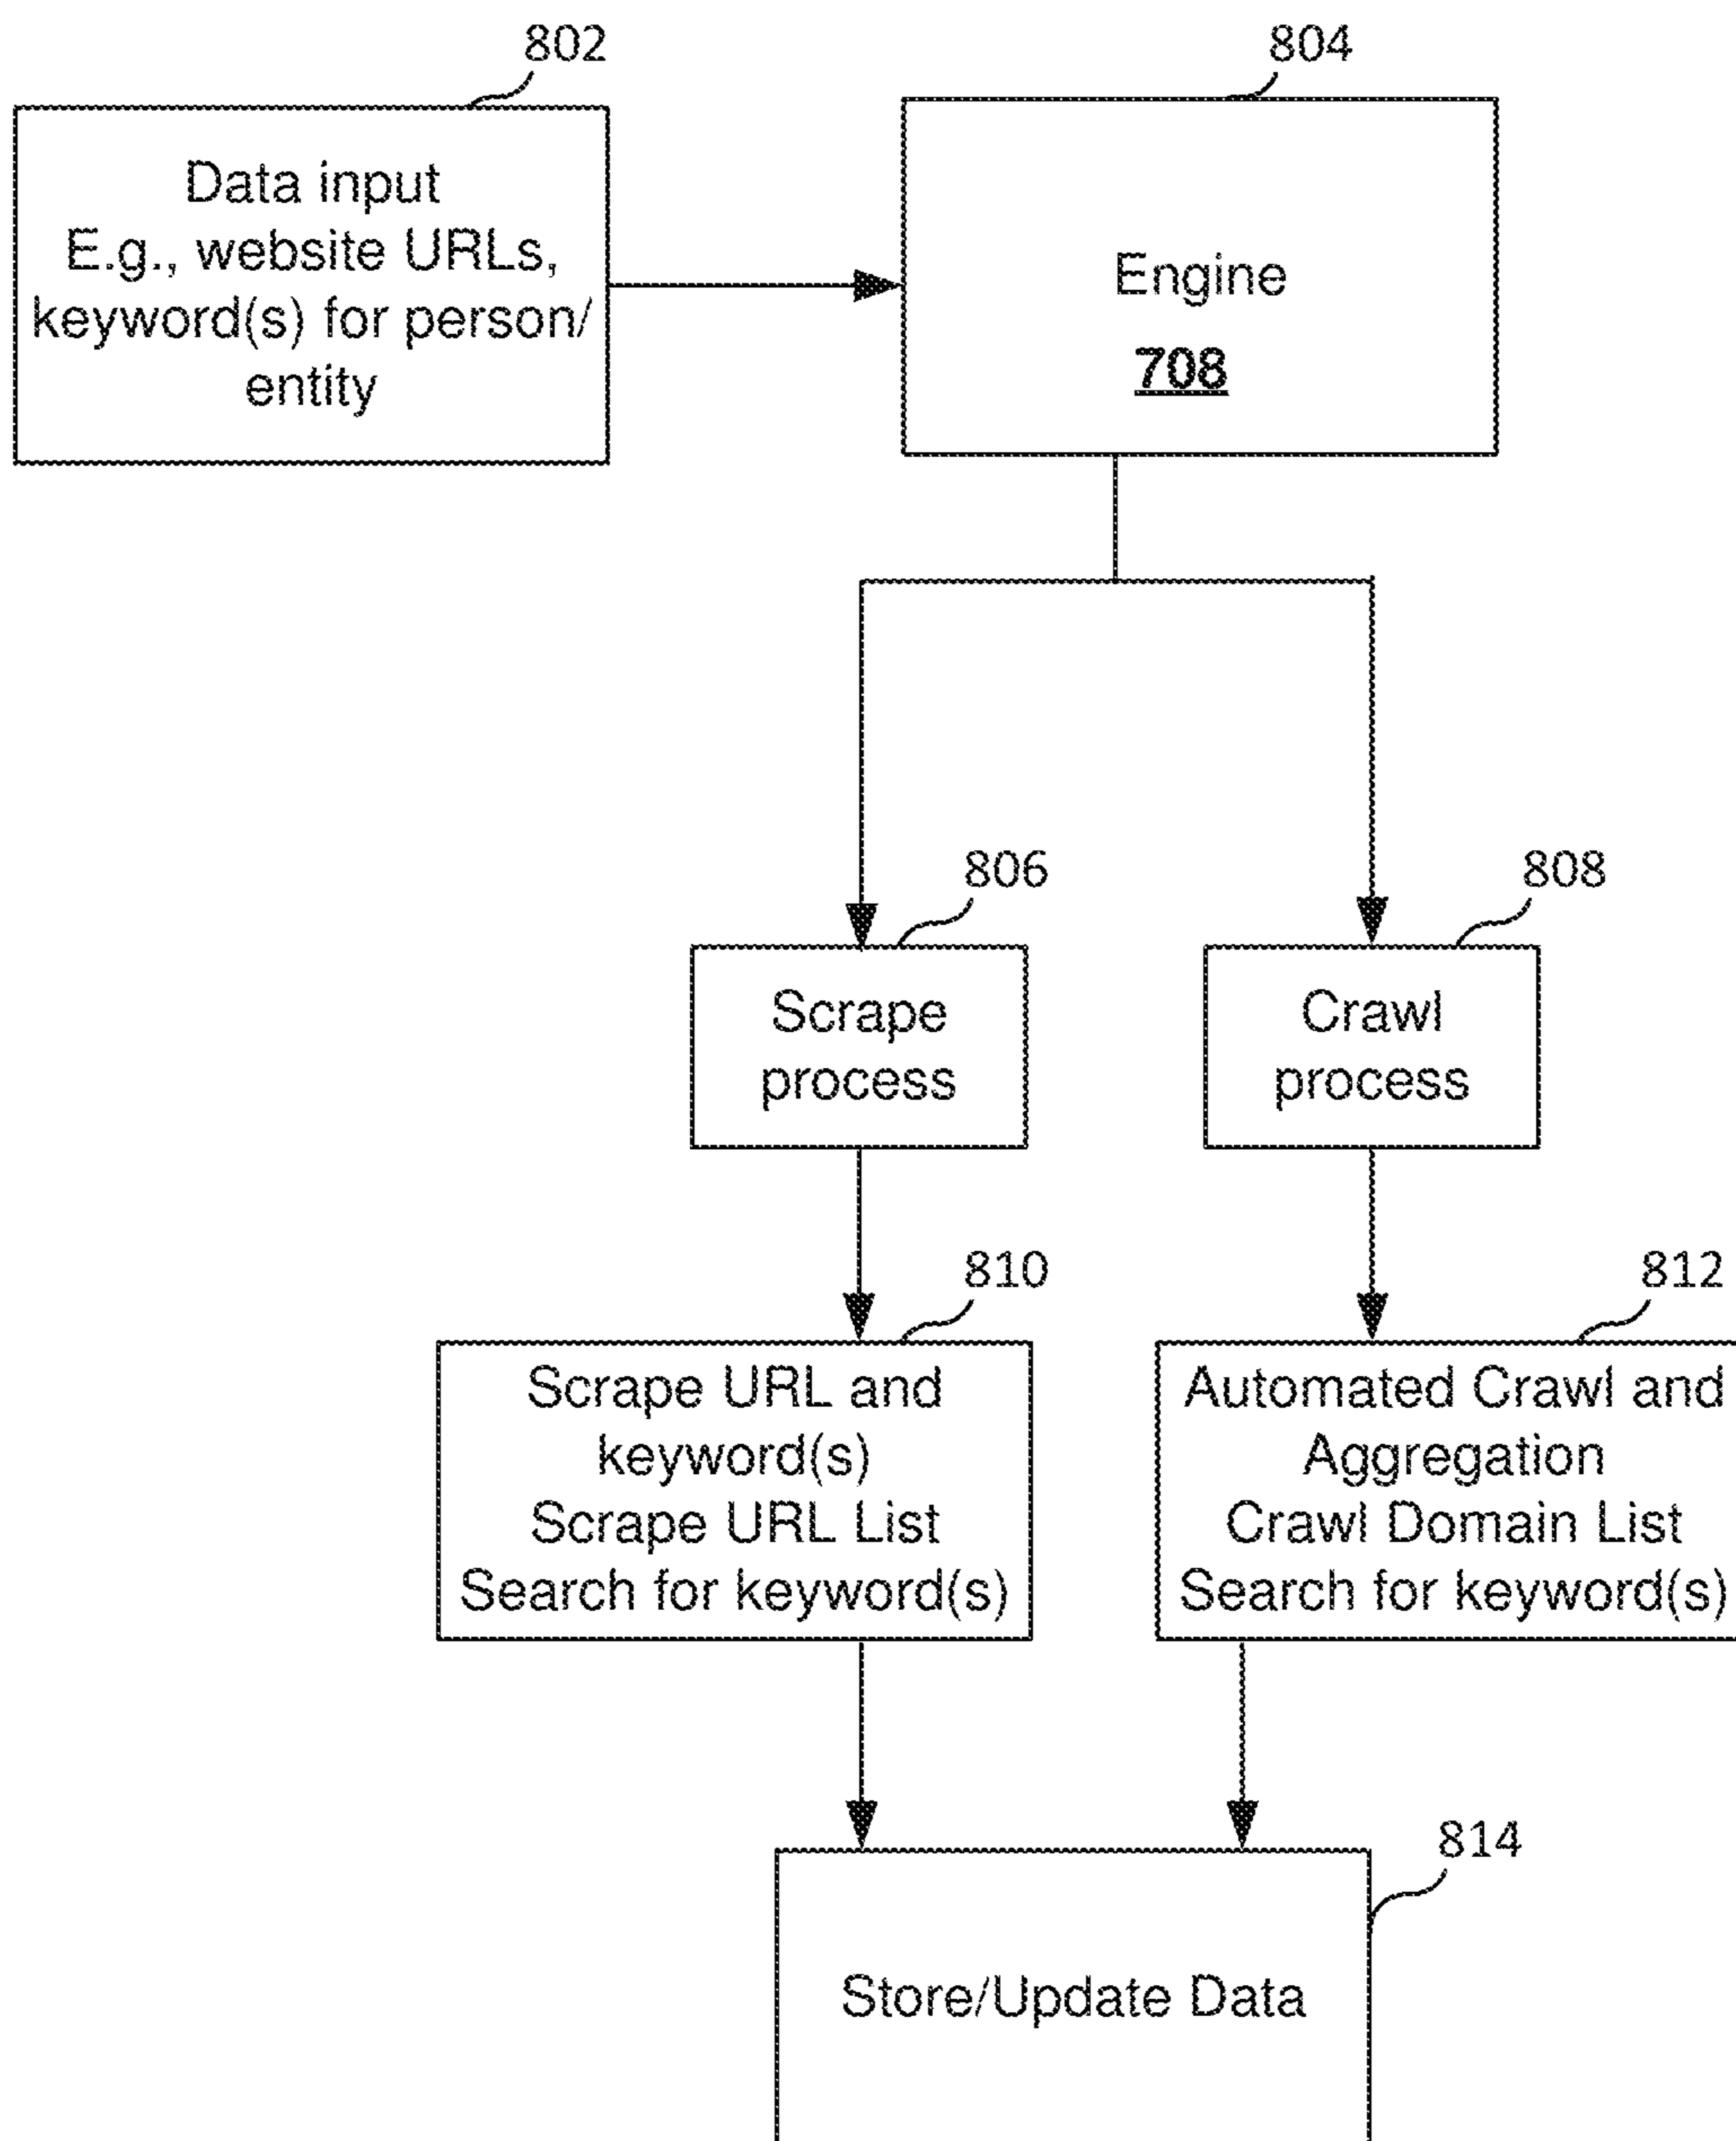 802
804
Data input
E.g., website URLs,
keyword(s) for person/
entity
Engine
708
806
808
Scrape
process
Crawl
process
810
812
Scrape URL and
keyword(s)
Scrape URL List
Search for keyword(s)
Automated Crawl and
Aggregation
Crawl Domain List
Search for keyword(s)
814
Store/Update Data